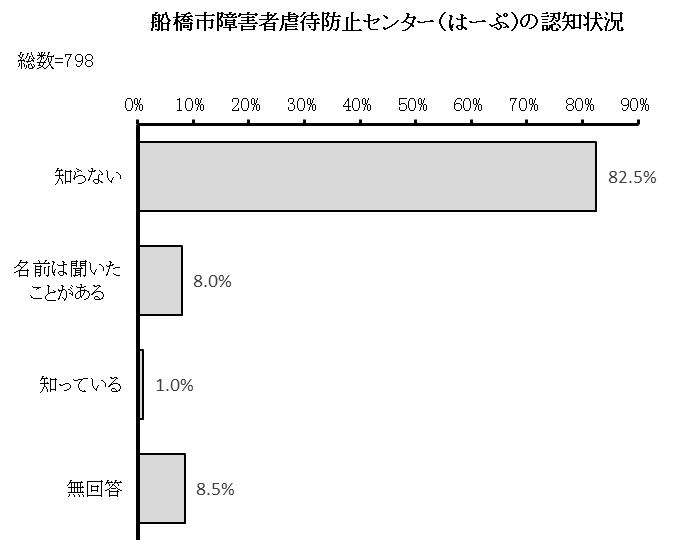 船橋市障害者虐待防止センター（はーぷ）の認知状況
総数=798
0% 10% 20% 30% 40% 50% 60% 70% 80% 90%
知らない 82.5%
名前は聞いた
ことがある 8.0%
知っている 1.0%
無回答 8.5%